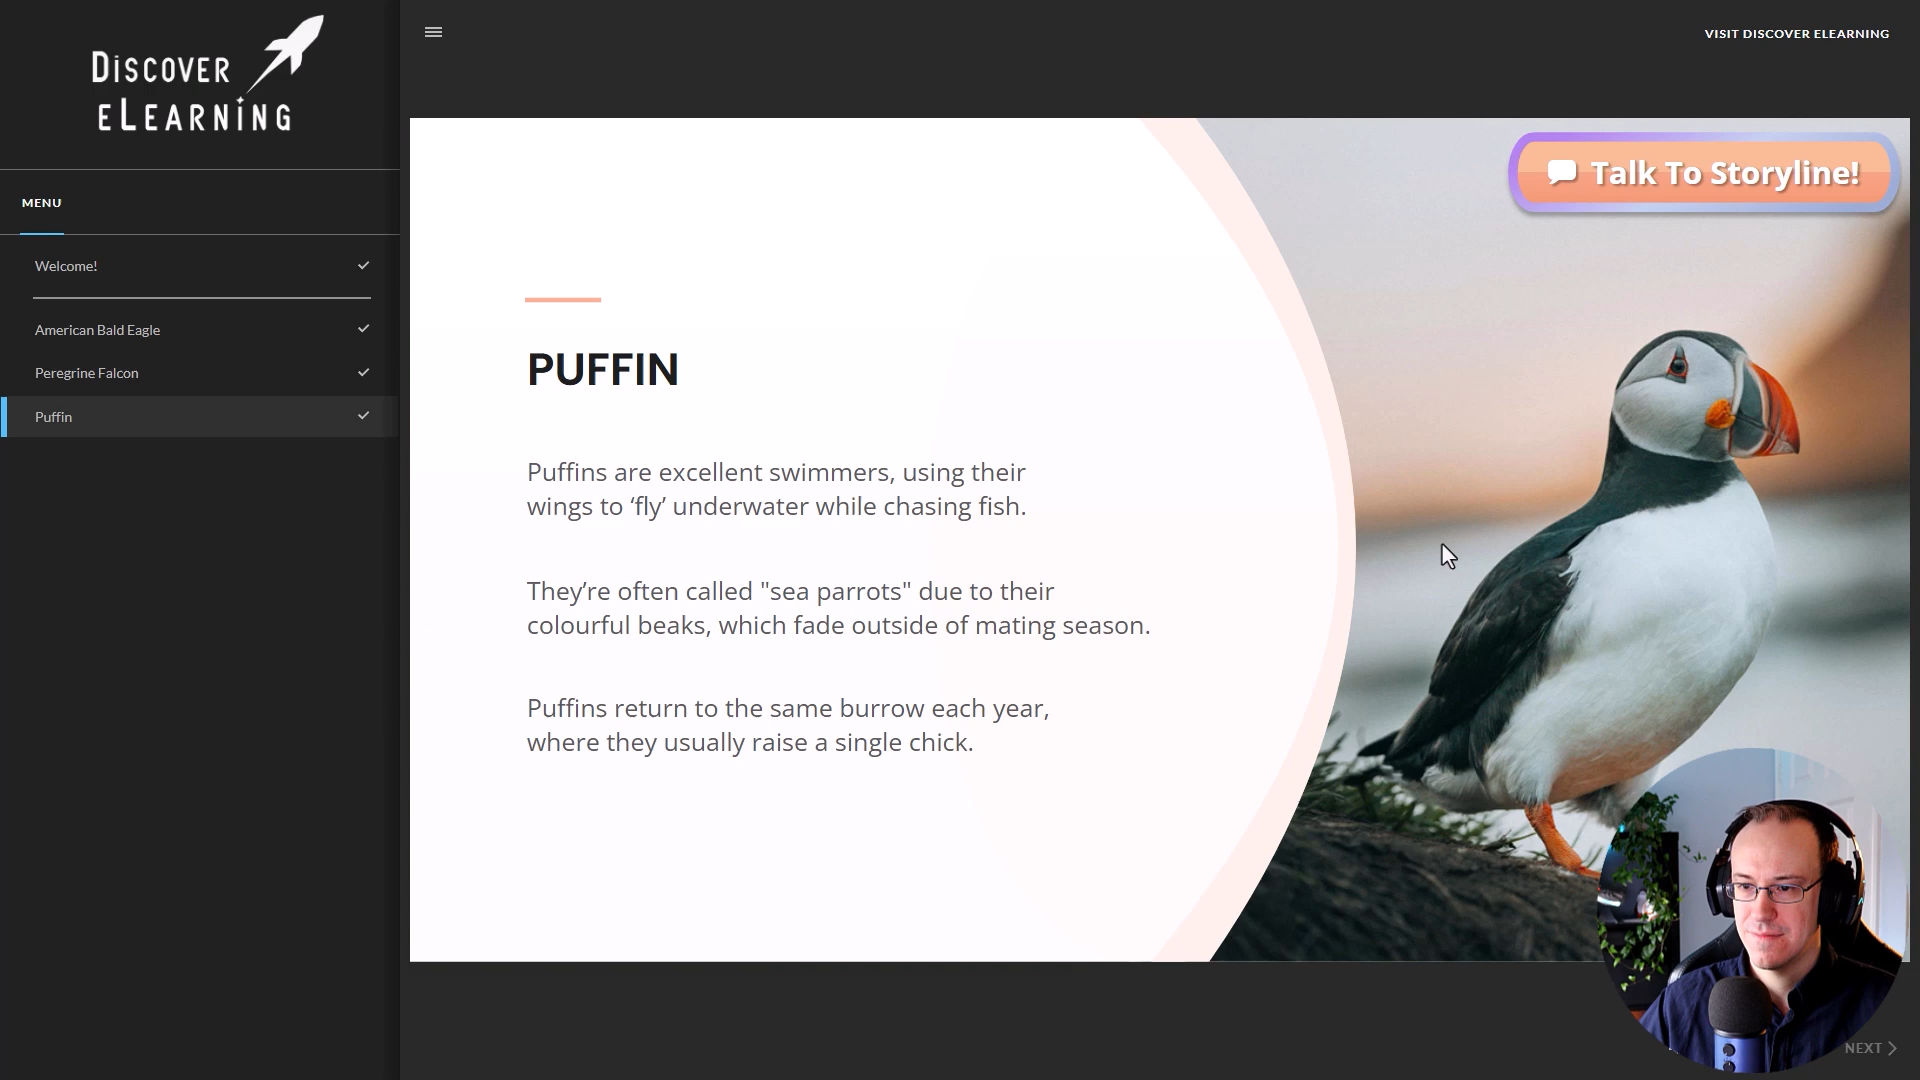 DISCOVER
ELEARNING
VISIT DISCOVER ELEARNING
MENU
Welcome!
American Bald Eagle
Peregrine Falcon
Puffin
Talk To Storyline!
PUFFIN
Puffins are excellent swimmers, using their
wings to ‘fly’ underwater while chasing fish.
They’re often called "sea parrots" due to their
colourful beaks, which fade outside of mating season.
Puffins return to the same burrow each year,
where they usually raise a single chick.
NEXT